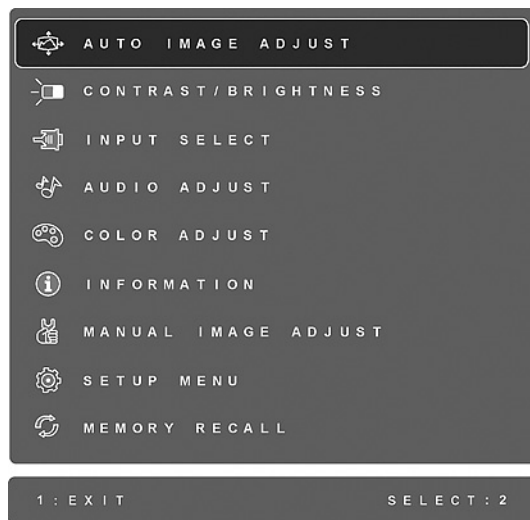 AUTO IMAGE ADJUST
CONTRAST/BRIGHTNESS
INPUT SELECT
AUDIO ADJUST
COLOR ADJUST
INFORMATION
MANUAL IMAGE ADJUST
SETUP MENU
MEMORY RECALL
1:EXIT SELECT:2